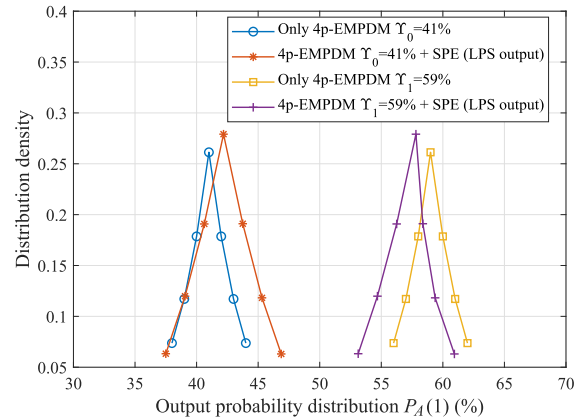 0.4
0.35
0.3
0.25
0.2
0.15
0.1
0.05
Distribution density
Only 4p-EMPDM ϒ₀=41%
4p-EMPDM ϒ₀=41% + SPE (LPS output)
Only 4p-EMPDM ϒ₁=59%
4p-EMPDM ϒ₁=59% + SPE (LPS output)
30 35 40 45 50 55 60 65 70
Output probability distribution P_A(1) (%)